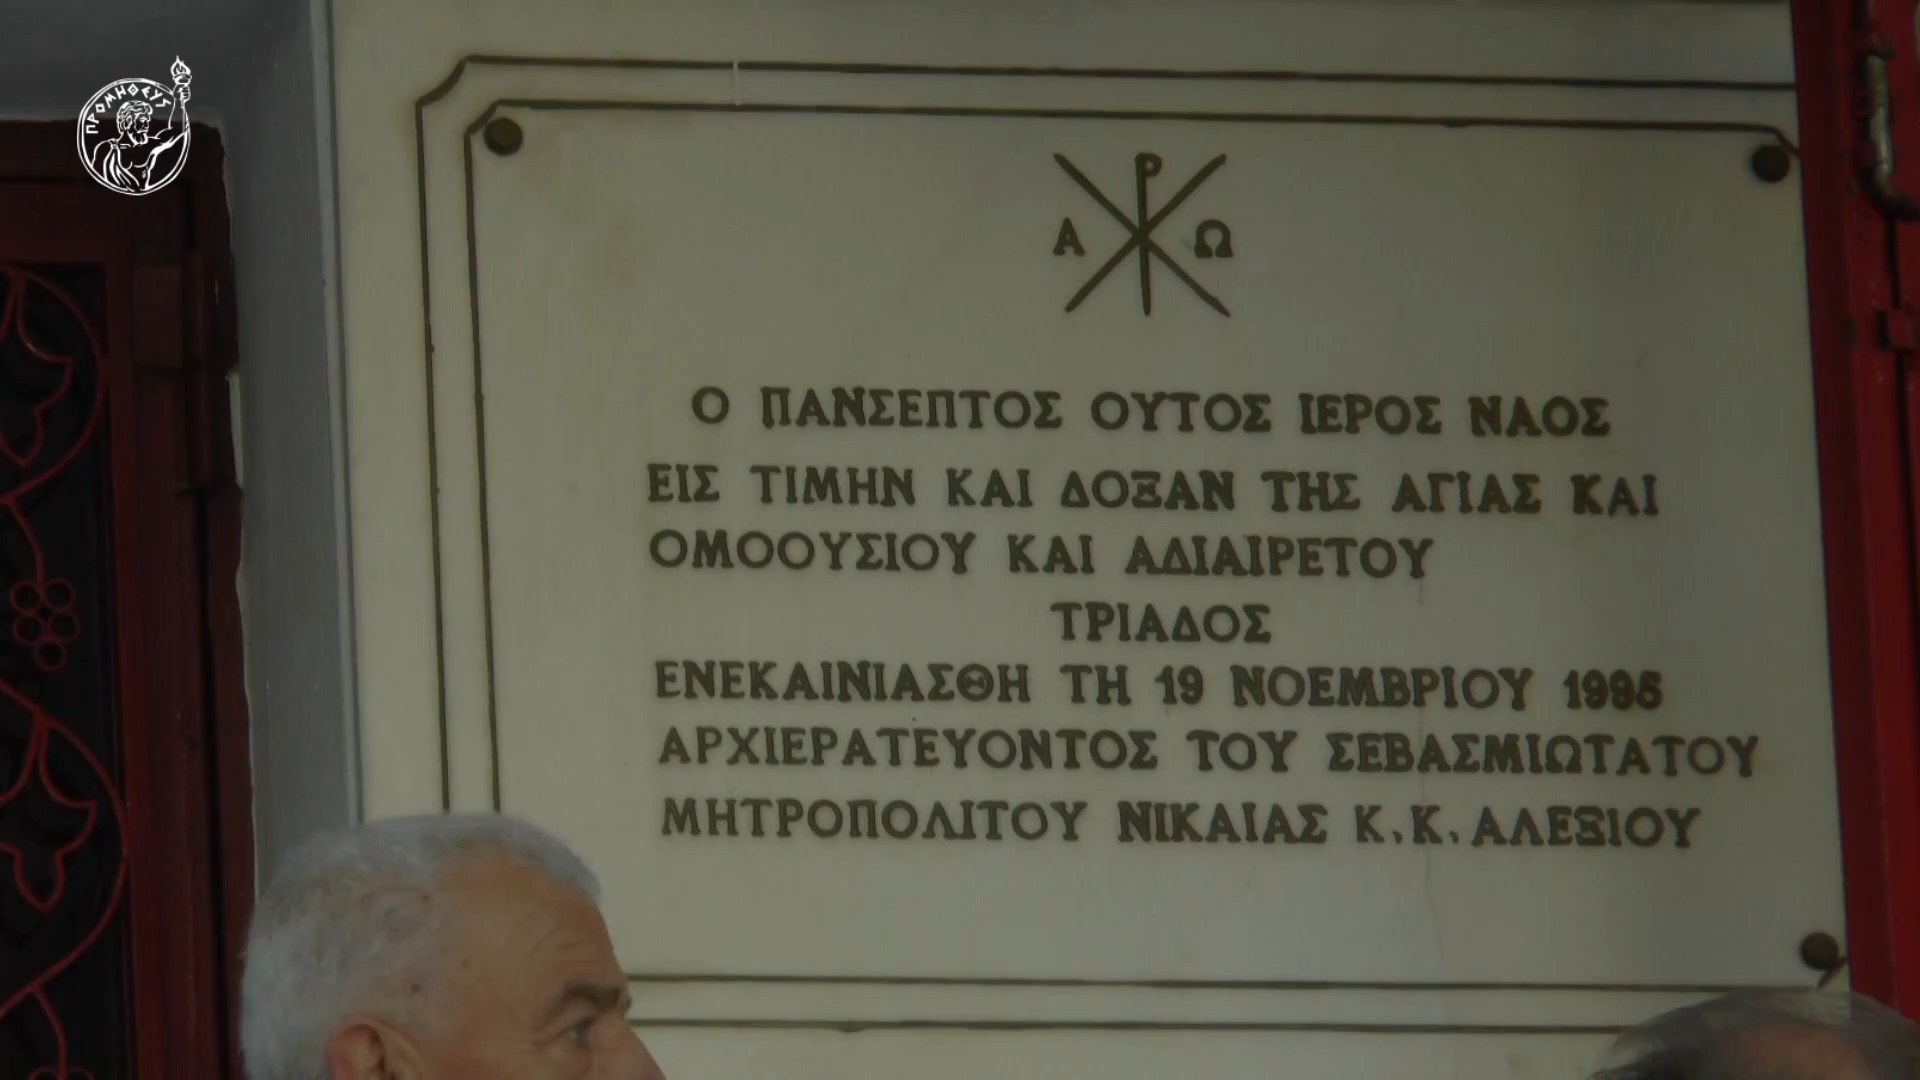 ΠΡΟΜΗΘΕΥΣ
Ρ
Α Ω
Ο ΠΑΝΣΕΠΤΟΣ ΟΥΤΟΣ ΙΕΡΟΣ ΝΑΟΣ
ΕΙΣ ΤΙΜΗΝ ΚΑΙ ΔΟΞΑΝ ΤΗΣ ΑΓΙΑΣ ΚΑΙ
ΟΜΟΟΥΣΙΟΥ ΚΑΙ ΑΔΙΑΙΡΕΤΟΥ
ΤΡΙΑΔΟΣ
ΕΝΕΚΑΙΝΙΑΣΘΗ ΤΗ 19 ΝΟΕΜΒΡΙΟΥ 1995
ΑΡΧΙΕΡΑΤΕΥΟΝΤΟΣ ΤΟΥ ΣΕΒΑΣΜΙΩΤΑΤΟΥ
ΜΗΤΡΟΠΟΛΙΤΟΥ ΝΙΚΑΙΑΣ Κ.Κ. ΑΛΕΞΙΟΥ